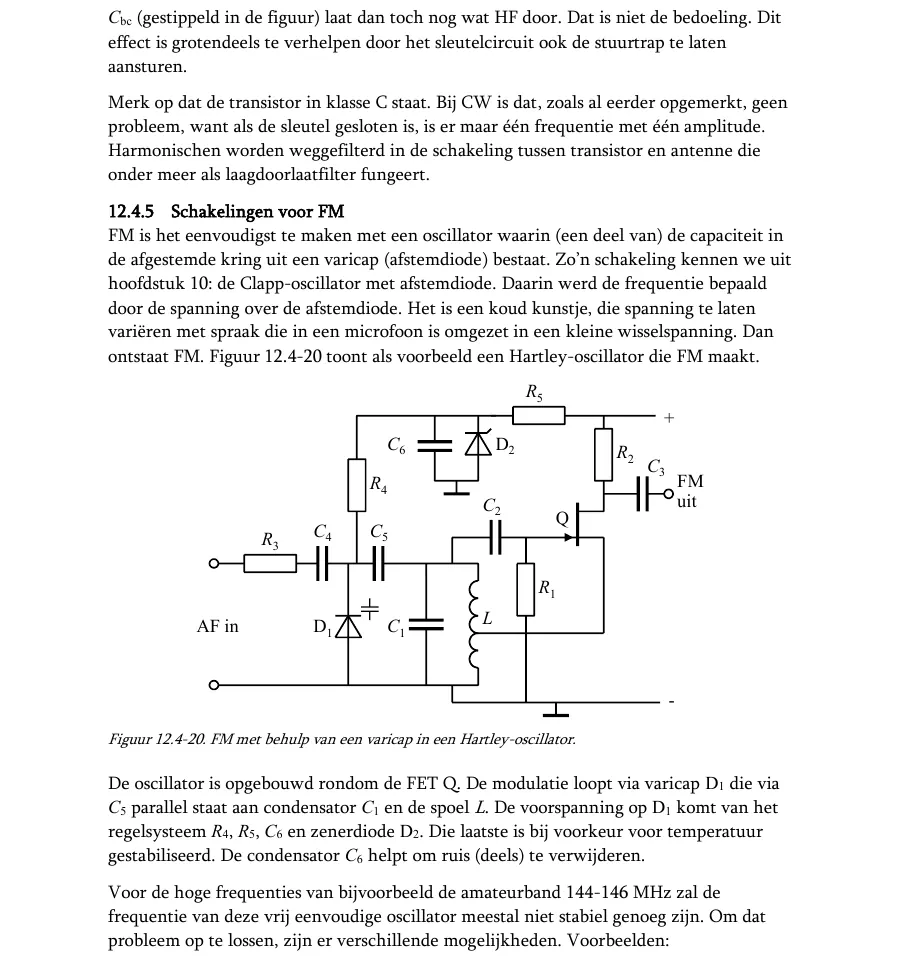 Cbc (gestippeld in de figuur) laat dan toch nog wat HF door. Dat is niet de bedoeling. Dit
effect is grotendeels te verhelpen door het sleutelcircuit ook de stuurtrap te laten
aansturen.
Merk op dat de transistor in klasse C staat. Bij CW is dat, zoals al eerder opgemerkt, geen
probleem, want als de sleutel gesloten is, is er maar één frequentie met één amplitude.
Harmonischen worden weggefilterd in de schakeling tussen transistor en antenne die
onder meer als laagdoorlaatfilter fungeert.
12.4.5 Schakelingen voor FM
FM is het eenvoudigst te maken met een oscillator waarin (een deel van) de capaciteit in
de afgestemde kring uit een varicap (afstemdiode) bestaat. Zo’n schakeling kennen we uit
hoofdstuk 10: de Clapp-oscillator met afstemdiode. Daarin werd de frequentie bepaald
door de spanning over de afstemdiode. Het is een koud kunstje, die spanning te laten
variëren met spraak die in een microfoon is omgezet in een kleine wisselspanning. Dan
ontstaat FM. Figuur 12.4-20 toont als voorbeeld een Hartley-oscillator die FM maakt.
R5
+
C6
D2
R2
C3
FM
uit
R4
C2
Q
R3
C4
C5
R1
AF in
D1
C1
L
-
Figuur 12.4-20. FM met behulp van een varicap in een Hartley-oscillator.
De oscillator is opgebouwd rondom de FET Q. De modulatie loopt via varicap D1 die via
C5 parallel staat aan condensator C1 en de spoel L. De voorspanning op D1 komt van het
regelsysteem R4, R5, C6 en zenerdiode D2. Die laatste is bij voorkeur voor temperatuur
gestabiliseerd. De condensator C6 helpt om ruis (deels) te verwijderen.
Voor de hoge frequenties van bijvoorbeeld de amateurband 144-146 MHz zal de
frequentie van deze vrij eenvoudige oscillator meestal niet stabiel genoeg zijn. Om dat
probleem op te lossen, zijn er verschillende mogelijkheden. Voorbeelden: